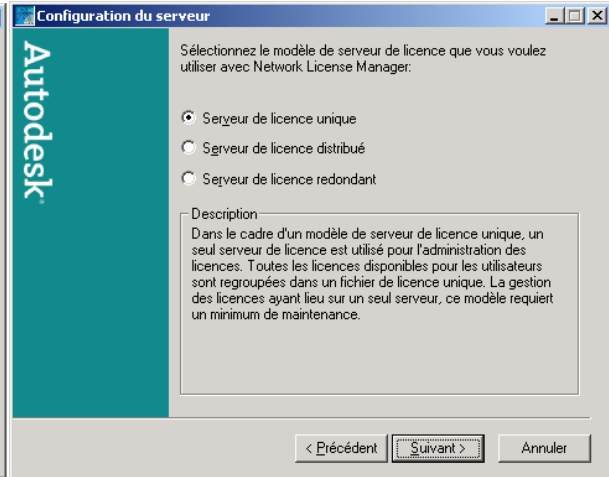 Configuration du serveur
Autodesk
Sélectionnez le modèle de serveur de licence que vous voulez
utiliser avec Network License Manager:
Serveur de licence unique
Serveur de licence distribué
Serveur de licence redondant
Description
Dans le cadre d'un modèle de serveur de licence unique, un
seul serveur de licence est utilisé pour l'administration des
licences. Toutes les licences disponibles pour les utilisateurs
sont regroupées dans un fichier de licence unique. La gestion
des licences ayant lieu sur un seul serveur, ce modèle requiert
un minimum de maintenance.
< Précédent
Suivant >
Annuler